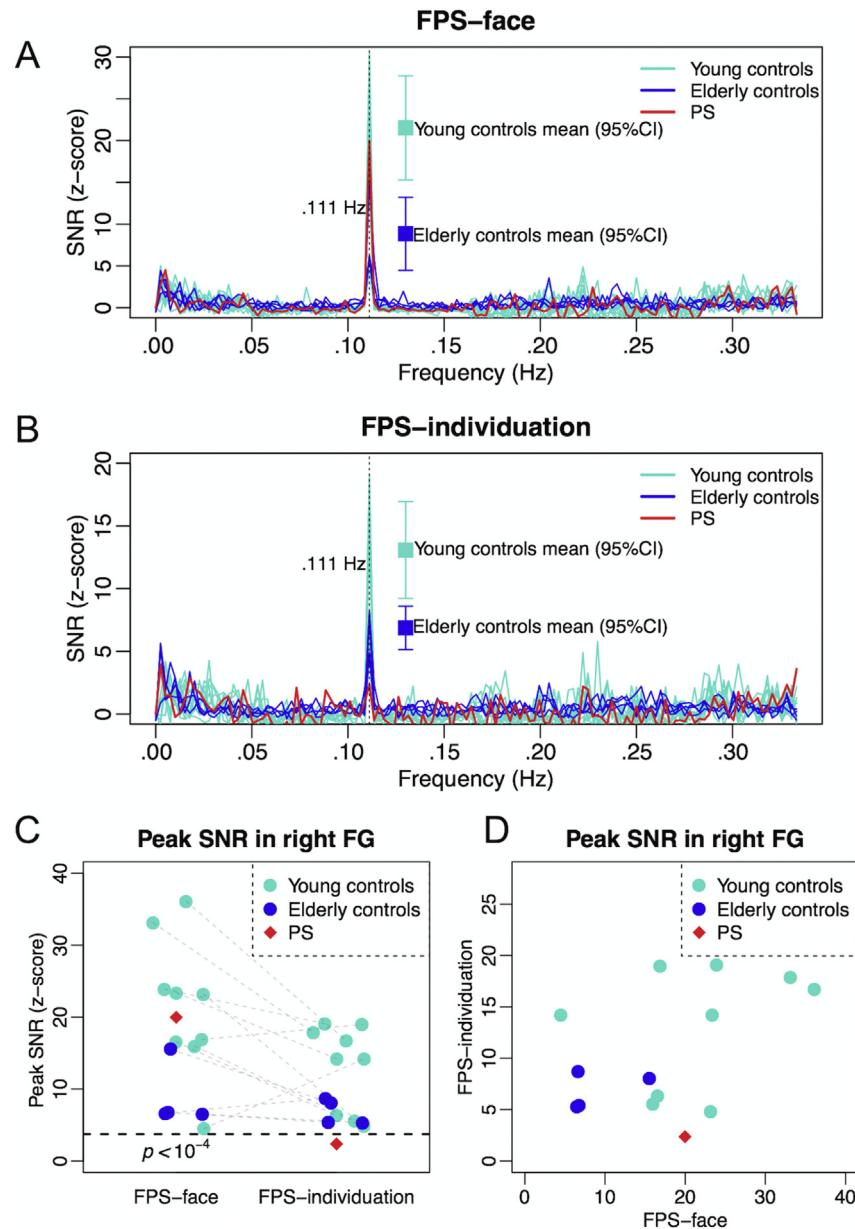 FPS-face
A
30
20
10
5
0
SNR (z-score)
Young controls
Elderly controls
PS
Young controls mean (95%CI)
.111 Hz
Elderly controls mean (95%CI)
.00 .05 .10 .15 .20 .25 .30
Frequency (Hz)
B
FPS-individuation
20
15
10
5
0
SNR (z-score)
Young controls
Elderly controls
PS
Young controls mean (95%CI)
.111 Hz
Elderly controls mean (95%CI)
.00 .05 .10 .15 .20 .25 .30
Frequency (Hz)
C
Peak SNR in right FG
40
30
20
10
0
Peak SNR (z-score)
Young controls
Elderly controls
PS
p < 10⁻⁴
FPS-face FPS-individuation
D
Peak SNR in right FG
25
20
15
10
5
0
FPS-individuation
Young controls
Elderly controls
PS
0 10 20 30 40
FPS-face